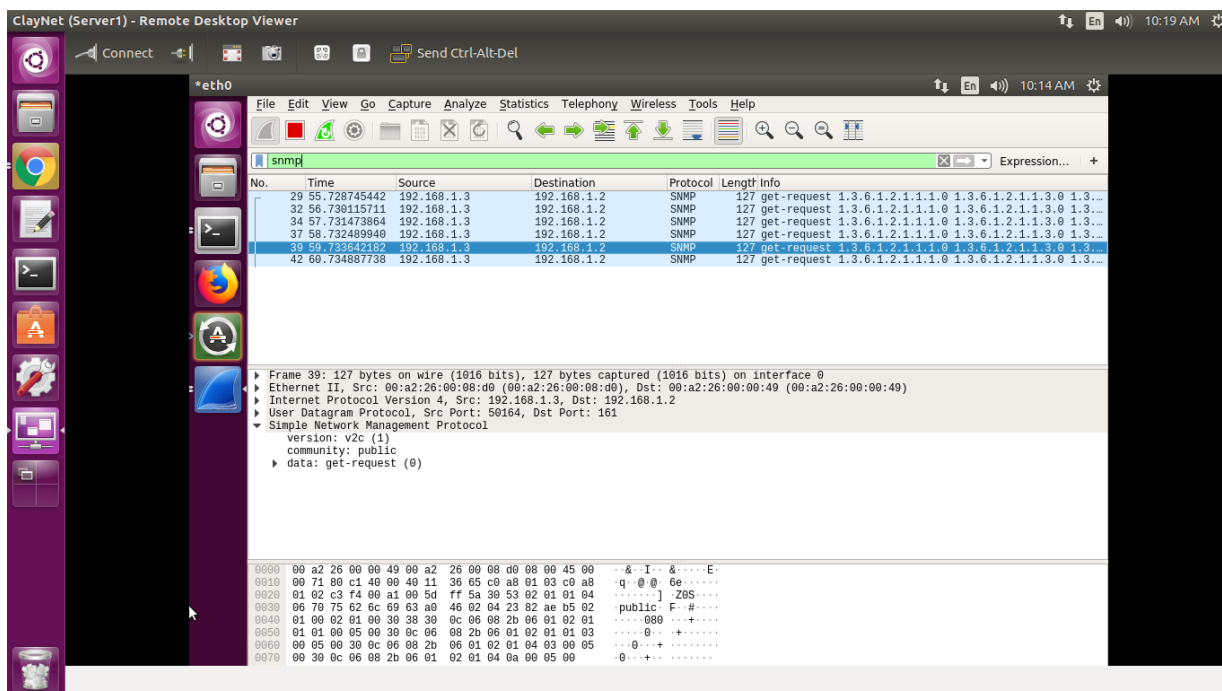 ClayNet (Server1) - Remote Desktop Viewer En 10:19 AM
Connect Send Ctrl-Alt-Del
*eth0 En 10:14 AM
File Edit View Go Capture Analyze Statistics Telephony Wireless Tools Help
snmp Expression... +
No. Time Source Destination Protocol Length Info
29 55.728745442 192.168.1.3 192.168.1.2 SNMP 127 get-request 1.3.6.1.2.1.1.1.0 1.3.6.1.2.1.1.3.0 1.3...
32 56.730115711 192.168.1.3 192.168.1.2 SNMP 127 get-request 1.3.6.1.2.1.1.1.0 1.3.6.1.2.1.1.3.0 1.3...
34 57.731473864 192.168.1.3 192.168.1.2 SNMP 127 get-request 1.3.6.1.2.1.1.1.0 1.3.6.1.2.1.1.3.0 1.3...
37 58.732489940 192.168.1.3 192.168.1.2 SNMP 127 get-request 1.3.6.1.2.1.1.1.0 1.3.6.1.2.1.1.3.0 1.3...
39 59.733642182 192.168.1.3 192.168.1.2 SNMP 127 get-request 1.3.6.1.2.1.1.1.0 1.3.6.1.2.1.1.3.0 1.3...
42 60.734887738 192.168.1.3 192.168.1.2 SNMP 127 get-request 1.3.6.1.2.1.1.1.0 1.3.6.1.2.1.1.3.0 1.3...
Frame 39: 127 bytes on wire (1016 bits), 127 bytes captured (1016 bits) on interface 0
Ethernet II, Src: 00:a2:26:00:08:d0 (00:a2:26:00:08:d0), Dst: 00:a2:26:00:00:49 (00:a2:26:00:00:49)
Internet Protocol Version 4, Src: 192.168.1.3, Dst: 192.168.1.2
User Datagram Protocol, Src Port: 50164, Dst Port: 161
Simple Network Management Protocol
version: v2c (1)
community: public
data: get-request (0)
0000 00 a2 26 00 00 49 00 a2 26 00 08 d0 08 00 45 00 ··&··I·· &·····E·
0010 00 71 80 c1 40 00 40 11 36 65 c0 a8 01 03 c0 a8 ·q··@·@· 6e······
0020 01 02 c3 f4 00 a1 00 5d ff 5a 30 53 02 01 01 04 ·······] ·Z0S····
0030 06 70 75 62 6c 69 63 a0 46 02 04 23 82 ae b5 02 ·public· F··#····
0040 01 00 02 01 00 30 38 30 0c 06 08 2b 06 01 02 01 ·····080 ···+····
0050 01 01 00 05 00 30 0c 06 08 2b 06 01 02 01 01 03 ·····0·· ·+······
0060 00 05 00 30 0c 06 08 2b 06 01 02 01 04 03 00 05 ···0···+ ········
0070 00 30 0c 06 08 2b 06 01 02 01 04 0a 00 05 00 ·0···+·· ·······